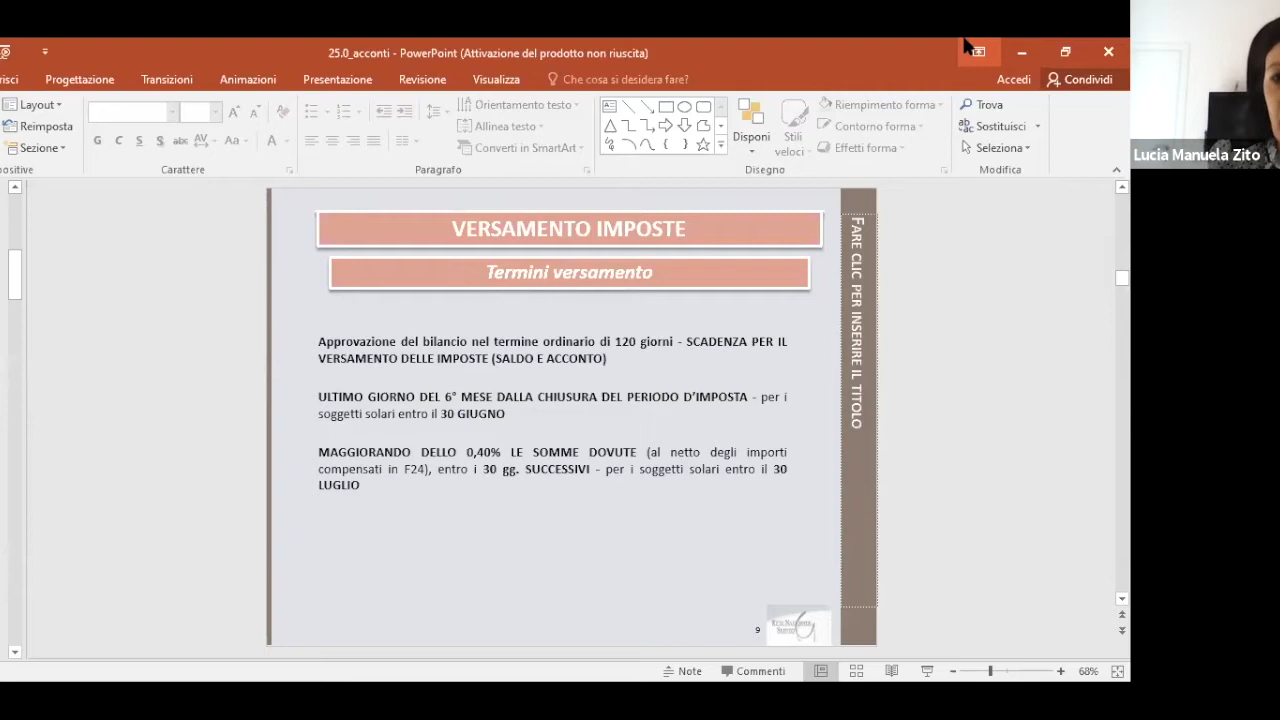 25.0_acconti - PowerPoint (Attivazione del prodotto non riuscita)
Progettazione Transizioni Animazioni Presentazione Revisione Visualizza Che cosa si desidera fare? Accedi Condividi
Layout
Reimposta
Sezione
Orientamento testo
Allinea testo
Converti in SmartArt
Disponi
Stili
veloci
Riempimento forma
Contorno forma
Effetti forma
Trova
Sostituisci
Seleziona
Carattere Paragrafo Disegno Modifica
Lucia Manuela Zito
VERSAMENTO IMPOSTE
Termini versamento
Approvazione del bilancio nel termine ordinario di 120 giorni - SCADENZA PER IL
VERSAMENTO DELLE IMPOSTE (SALDO E ACCONTO)
ULTIMO GIORNO DEL 6° MESE DALLA CHIUSURA DEL PERIODO D'IMPOSTA - per i
soggetti solari entro il 30 GIUGNO
MAGGIORANDO DELLO 0,40% LE SOMME DOVUTE (al netto degli importi
compensati in F24), entro i 30 gg. SUCCESSIVI - per i soggetti solari entro il 30
LUGLIO
FARE CLIC PER INSERIRE IL TITOLO
9
Note Commenti 68%